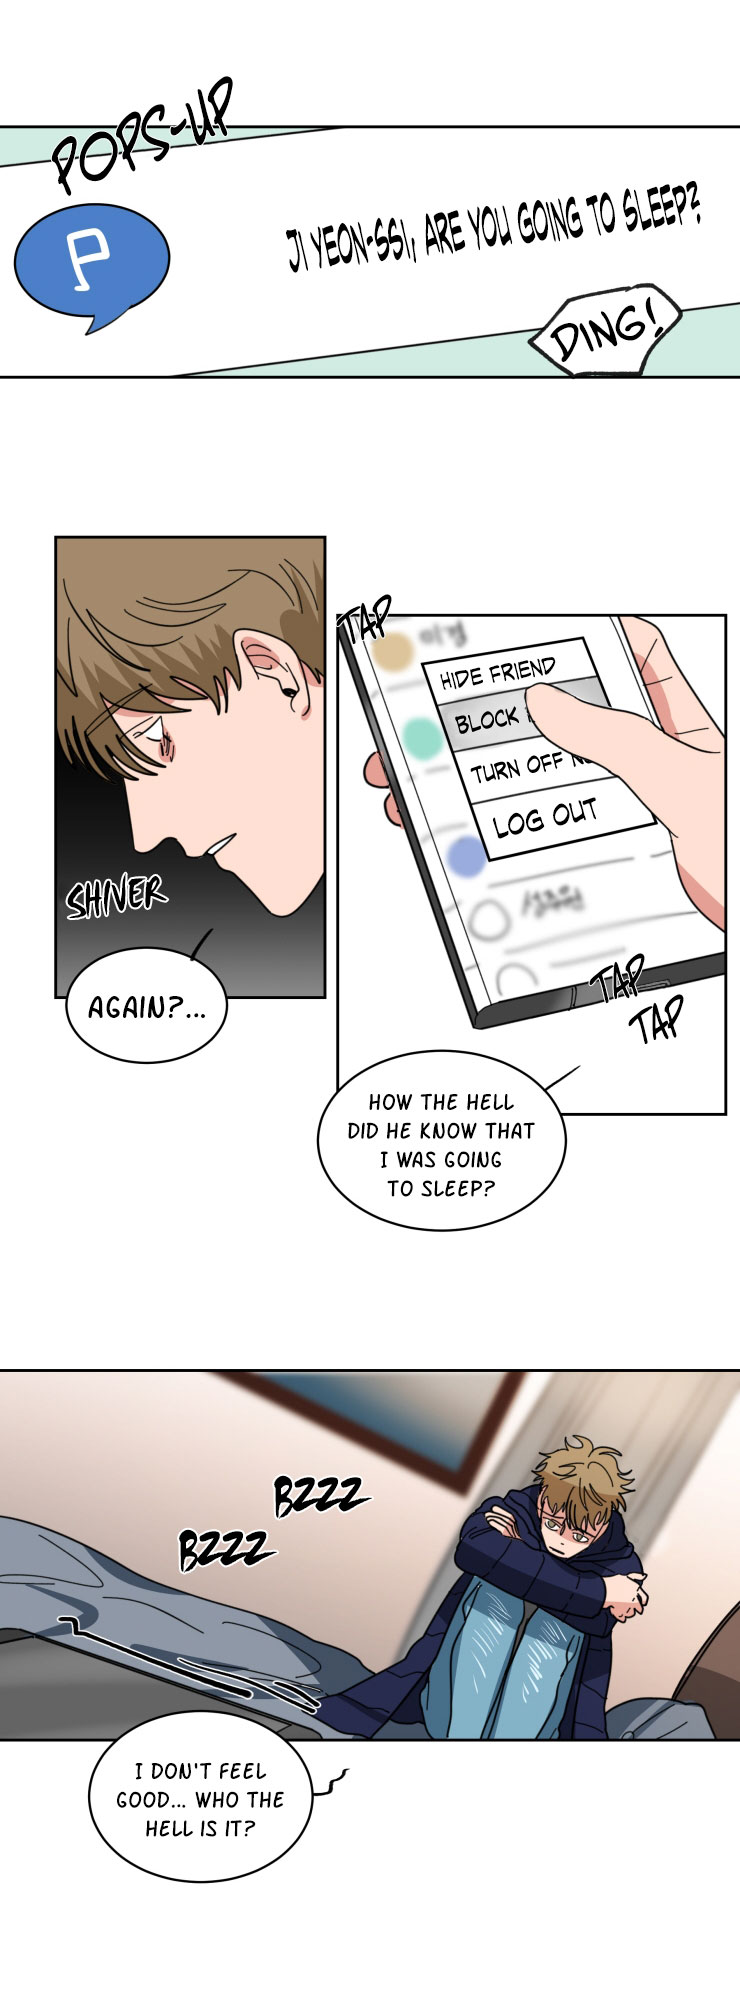 POPS-UP
P
JI YEON-SSI, ARE YOU GOING TO SLEEP?
DING!
TAP
미경
HIDE FRIEND
BLOCK
TURN OFF
LOG OUT
SHIVER
AGAIN?...
TAP
TAP
HOW THE HELL
DID HE KNOW THAT
I WAS GOING
TO SLEEP?
BZZZ
BZZZ
I DON'T FEEL
GOOD... WHO THE
HELL IS IT?